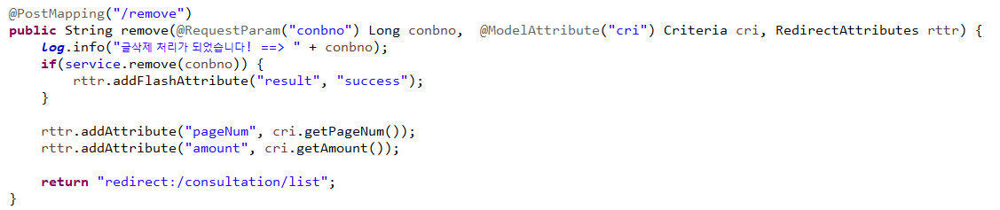 @PostMapping("/remove")
public String remove(@RequestParam("conbno") Long conbno,  @ModelAttribute("cri") Criteria cri, RedirectAttributes rttr) {
    log.info("글삭제 처리가 되었습니다! ==> " + conbno);
    if(service.remove(conbno)) {
        rttr.addFlashAttribute("result", "success");
    }

    rttr.addAttribute("pageNum", cri.getPageNum());
    rttr.addAttribute("amount", cri.getAmount());

    return "redirect:/consultation/list";
}